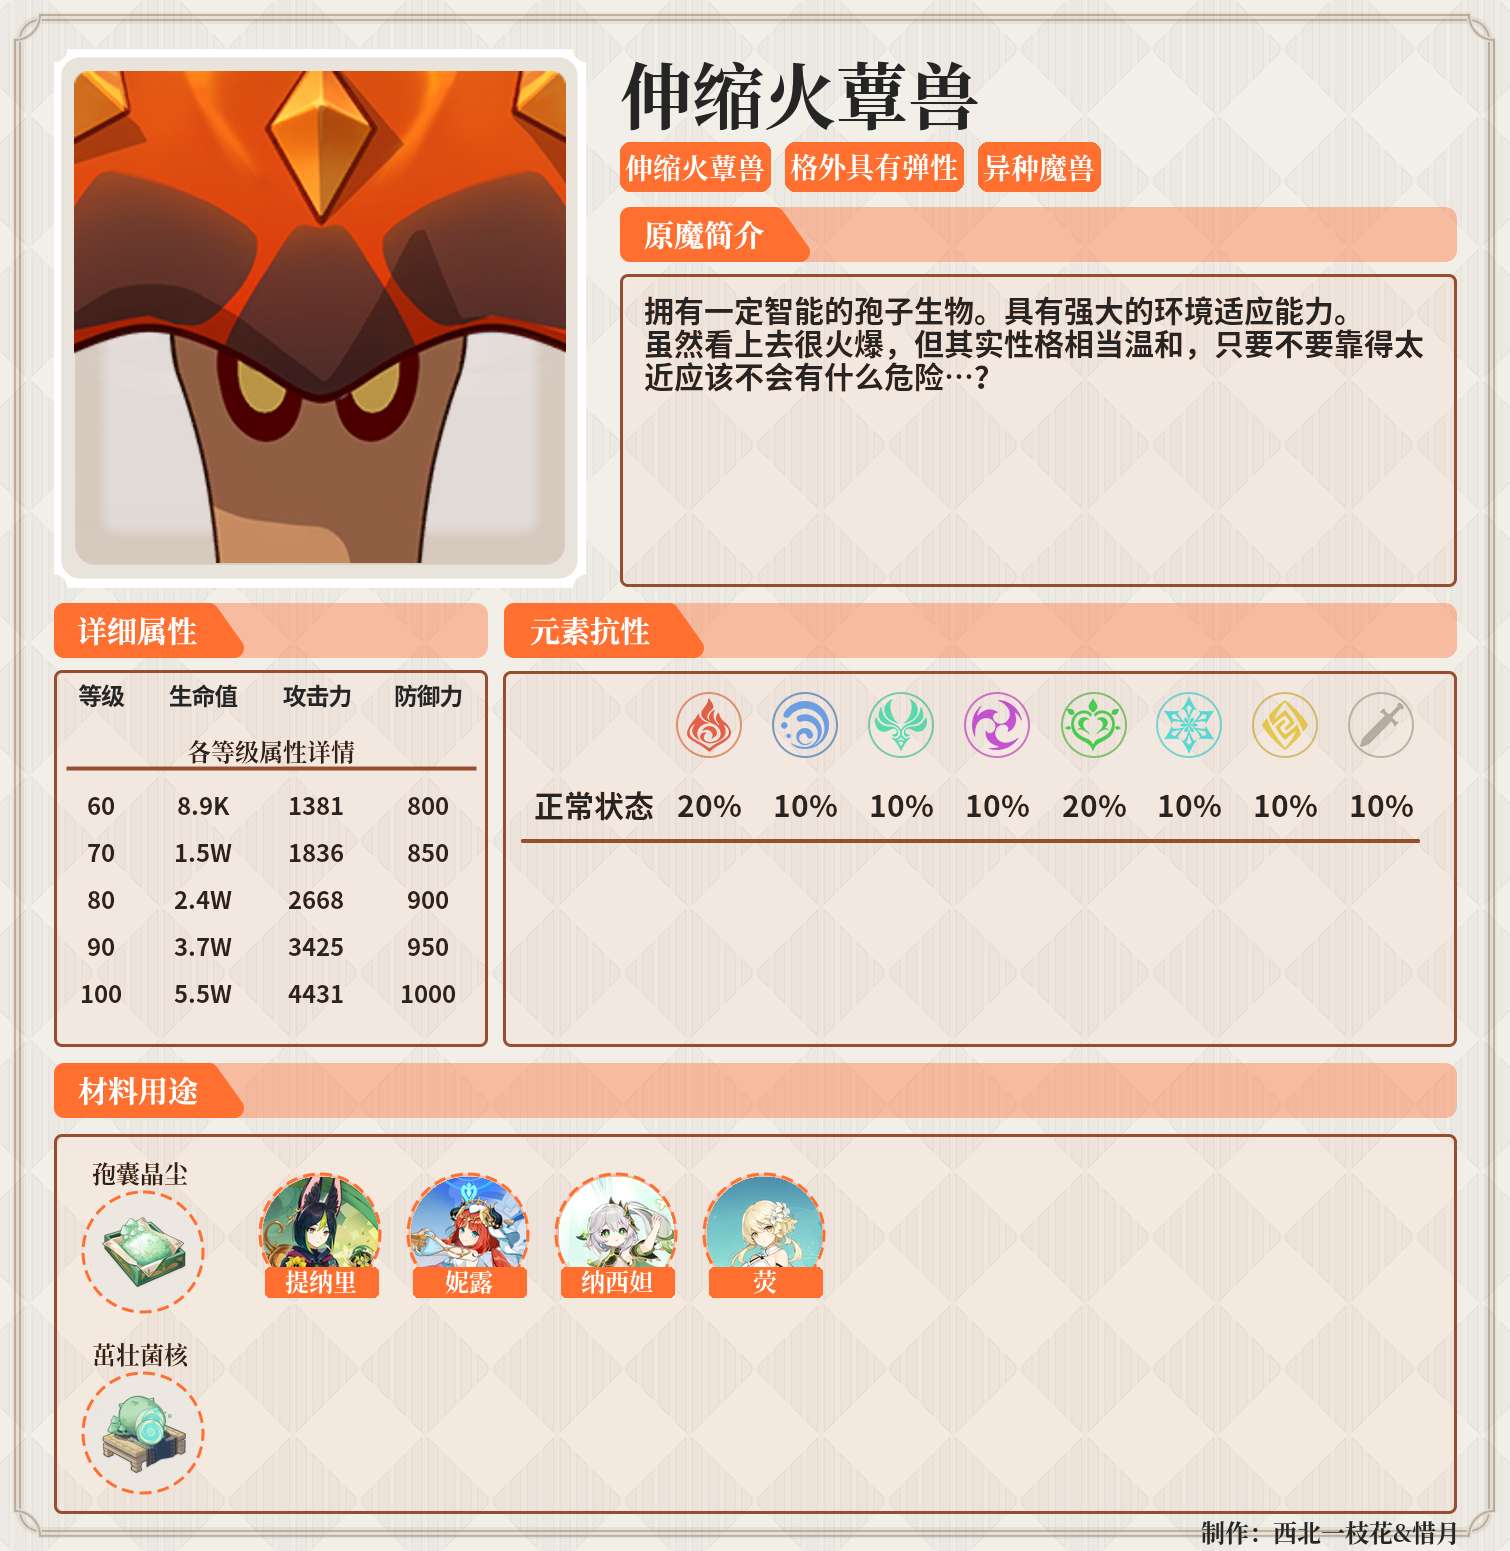 伸缩火蕈兽
伸缩火蕈兽 格外具有弹性 异种魔兽
原魔简介
拥有一定智能的孢子生物。具有强大的环境适应能力。
虽然看上去很火爆，但其实性格相当温和，只要不要靠得太
近应该不会有什么危险…？
详细属性
等级 生命值 攻击力 防御力
各等级属性详情
60 8.9K 1381 800
70 1.5W 1836 850
80 2.4W 2668 900
90 3.7W 3425 950
100 5.5W 4431 1000
元素抗性
正常状态 20% 10% 10% 10% 20% 10% 10% 10%
材料用途
孢囊晶尘
提纳里 妮露 纳西妲 荧
茁壮菌核
制作：西北一枝花&惜月